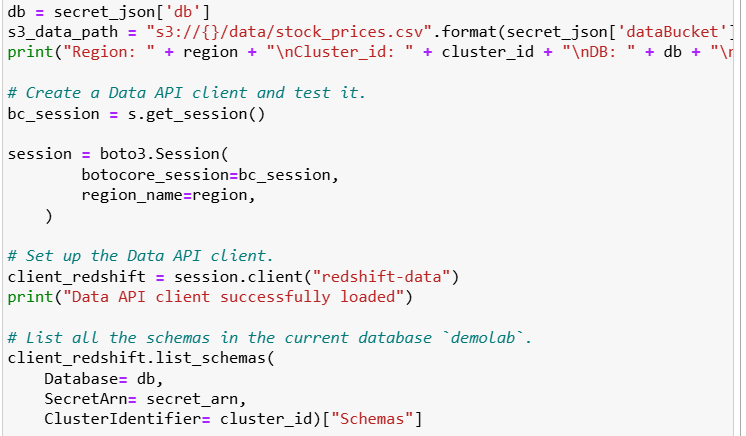 db = secret_json['db']
s3_data_path = "s3://{}/data/stock_prices.csv".format(secret_json['dataBucket']
print("Region: " + region + "\nCluster_id: " + cluster_id + "\nDB: " + db + "\n
# Create a Data API client and test it.
bc_session = s.get_session()
session = boto3.Session(
        botocore_session=bc_session,
        region_name=region,
    )
# Set up the Data API client.
client_redshift = session.client("redshift-data")
print("Data API client successfully loaded")
# List all the schemas in the current database `demolab`.
client_redshift.list_schemas(
    Database= db,
    SecretArn= secret_arn,
    ClusterIdentifier= cluster_id)["Schemas"]